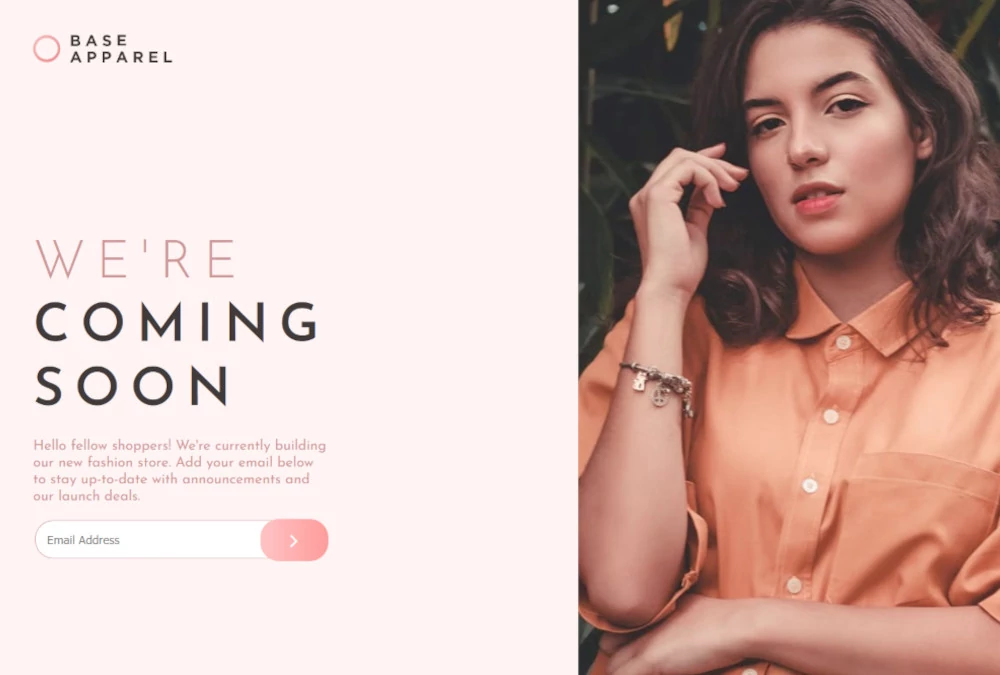 BASE
APPAREL
WE'RE
COMING
SOON
Hello fellow shoppers! We're currently building
our new fashion store. Add your email below
to stay up-to-date with announcements and
our launch deals.
Email Address